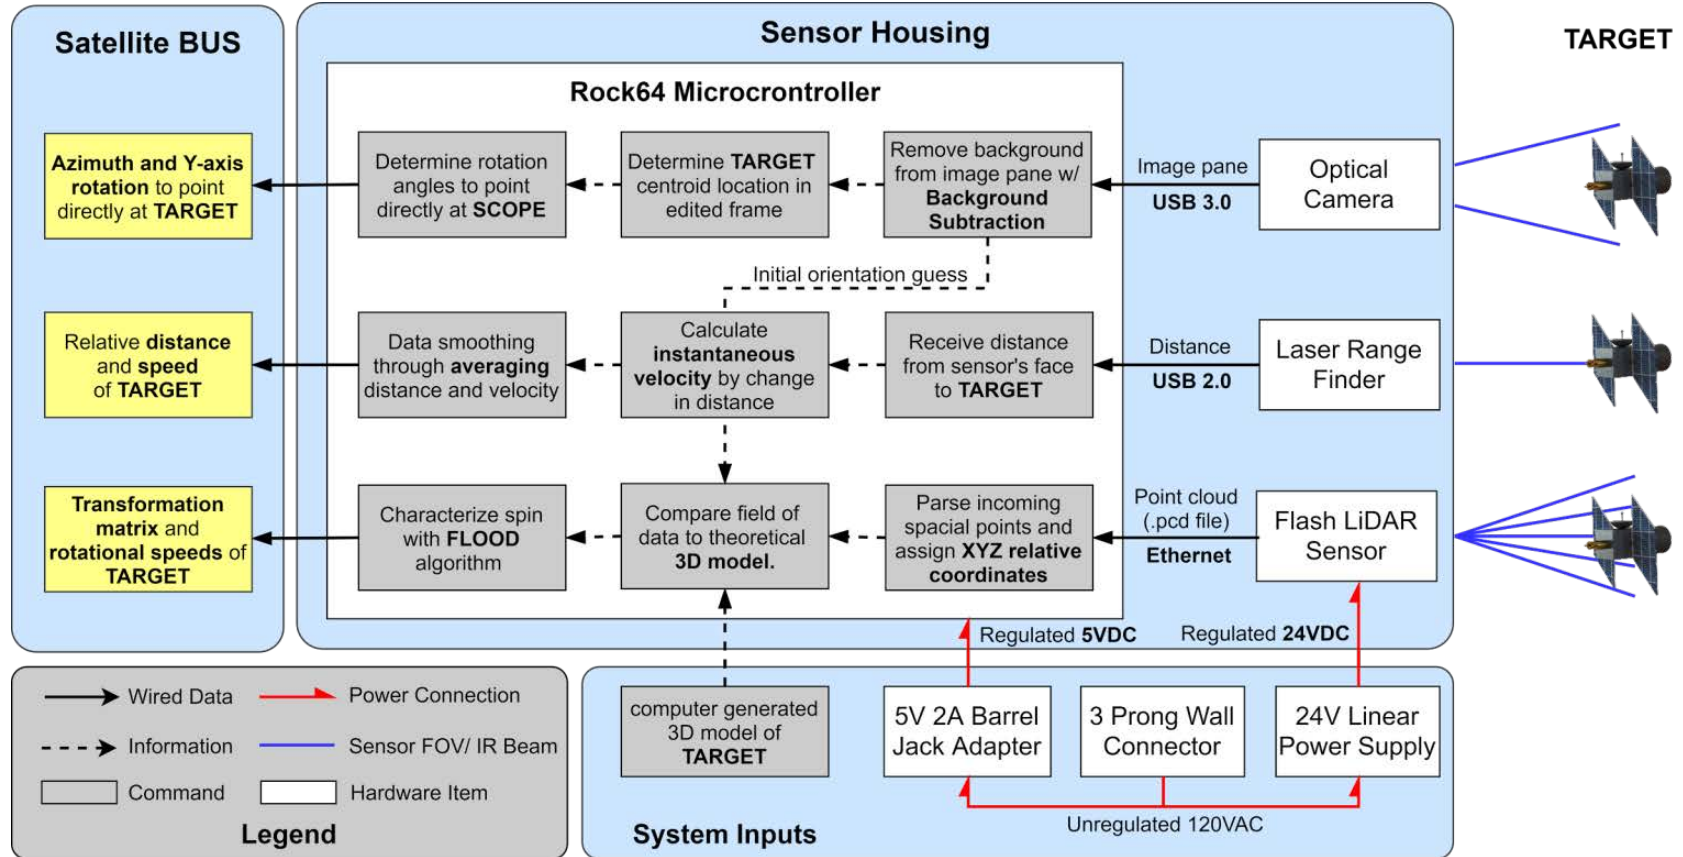 Satellite BUS
Sensor Housing
TARGET
Rock64 Microcrontroller
Azimuth and Y-axis
rotation to point
directly at TARGET
Determine rotation
angles to point
directly at SCOPE
Determine TARGET
centroid location in
edited frame
Remove background
from image pane w/
Background
Subtraction
Image pane
USB 3.0
Optical
Camera
Initial orientation guess
Relative distance
and speed
of TARGET
Data smoothing
through averaging
distance and velocity
Calculate
instantaneous
velocity by change
in distance
Receive distance
from sensor's face
to TARGET
Distance
USB 2.0
Laser Range
Finder
Transformation
matrix and
rotational speeds of
TARGET
Characterize spin
with FLOOD
algorithm
Compare field of
data to theoretical
3D model.
Parse incoming
spacial points and
assign XYZ relative
coordinates
Point cloud
(.pcd file)
Ethernet
Flash LiDAR
Sensor
Regulated 5VDC
Regulated 24VDC
Wired Data
Power Connection
Information
Sensor FOV/ IR Beam
Command
Hardware Item
Legend
computer generated
3D model of
TARGET
5V 2A Barrel
Jack Adapter
3 Prong Wall
Connector
24V Linear
Power Supply
Unregulated 120VAC
System Inputs